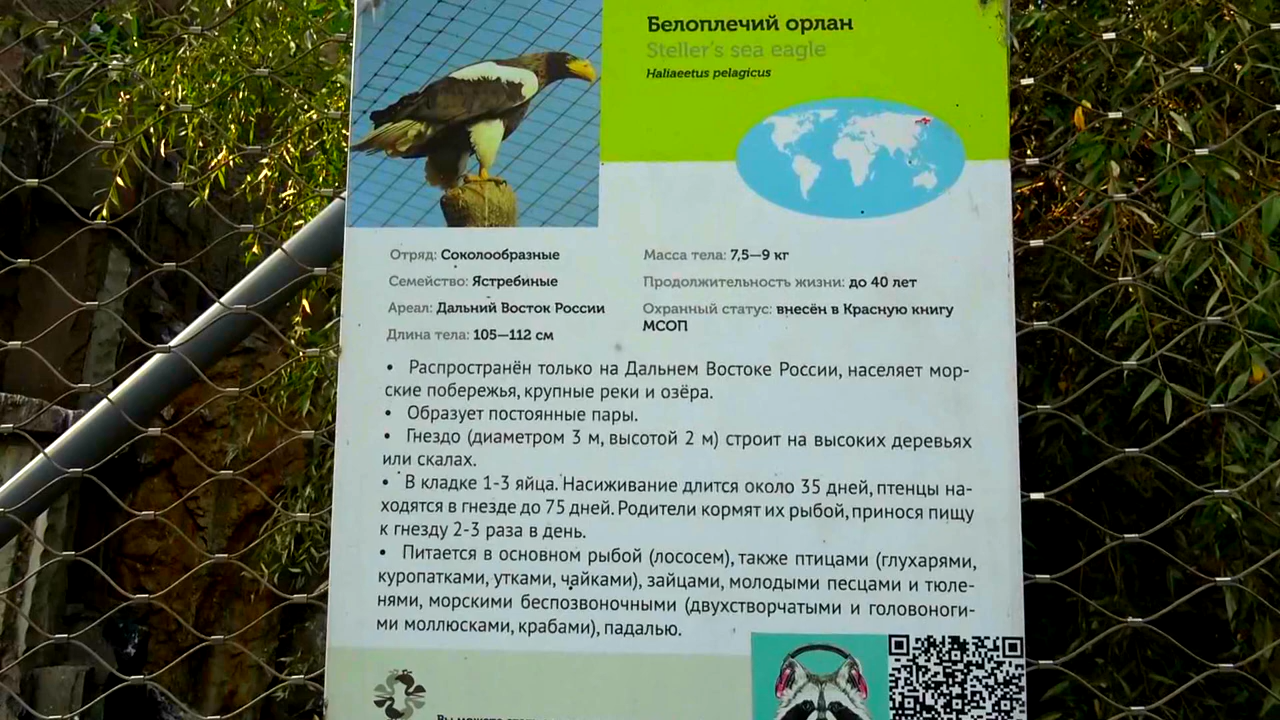 Белоплечий орлан
Steller's sea eagle
Haliaeetus pelagicus
Отряд: Соколообразные
Семейство: Ястребиные
Ареал: Дальний Восток России
Длина тела: 105—112 см
Масса тела: 7,5—9 кг
Продолжительность жизни: до 40 лет
Охранный статус: внесён в Красную книгу
МСОП
• Распространён только на Дальнем Востоке России, населяет мор-
ские побережья, крупные реки и озёра.
• Образует постоянные пары.
• Гнездо (диаметром 3 м, высотой 2 м) строит на высоких деревьях
или скалах.
• В кладке 1-3 яйца. Насиживание длится около 35 дней, птенцы на-
ходятся в гнезде до 75 дней. Родители кормят их рыбой, принося пищу
к гнезду 2-3 раза в день.
• Питается в основном рыбой (лососем), также птицами (глухарями,
куропатками, утками, чайками), зайцами, молодыми песцами и тюле-
нями, морскими беспозвоночными (двухстворчатыми и головоноги-
ми моллюсками, крабами), падалью.
Вы можете